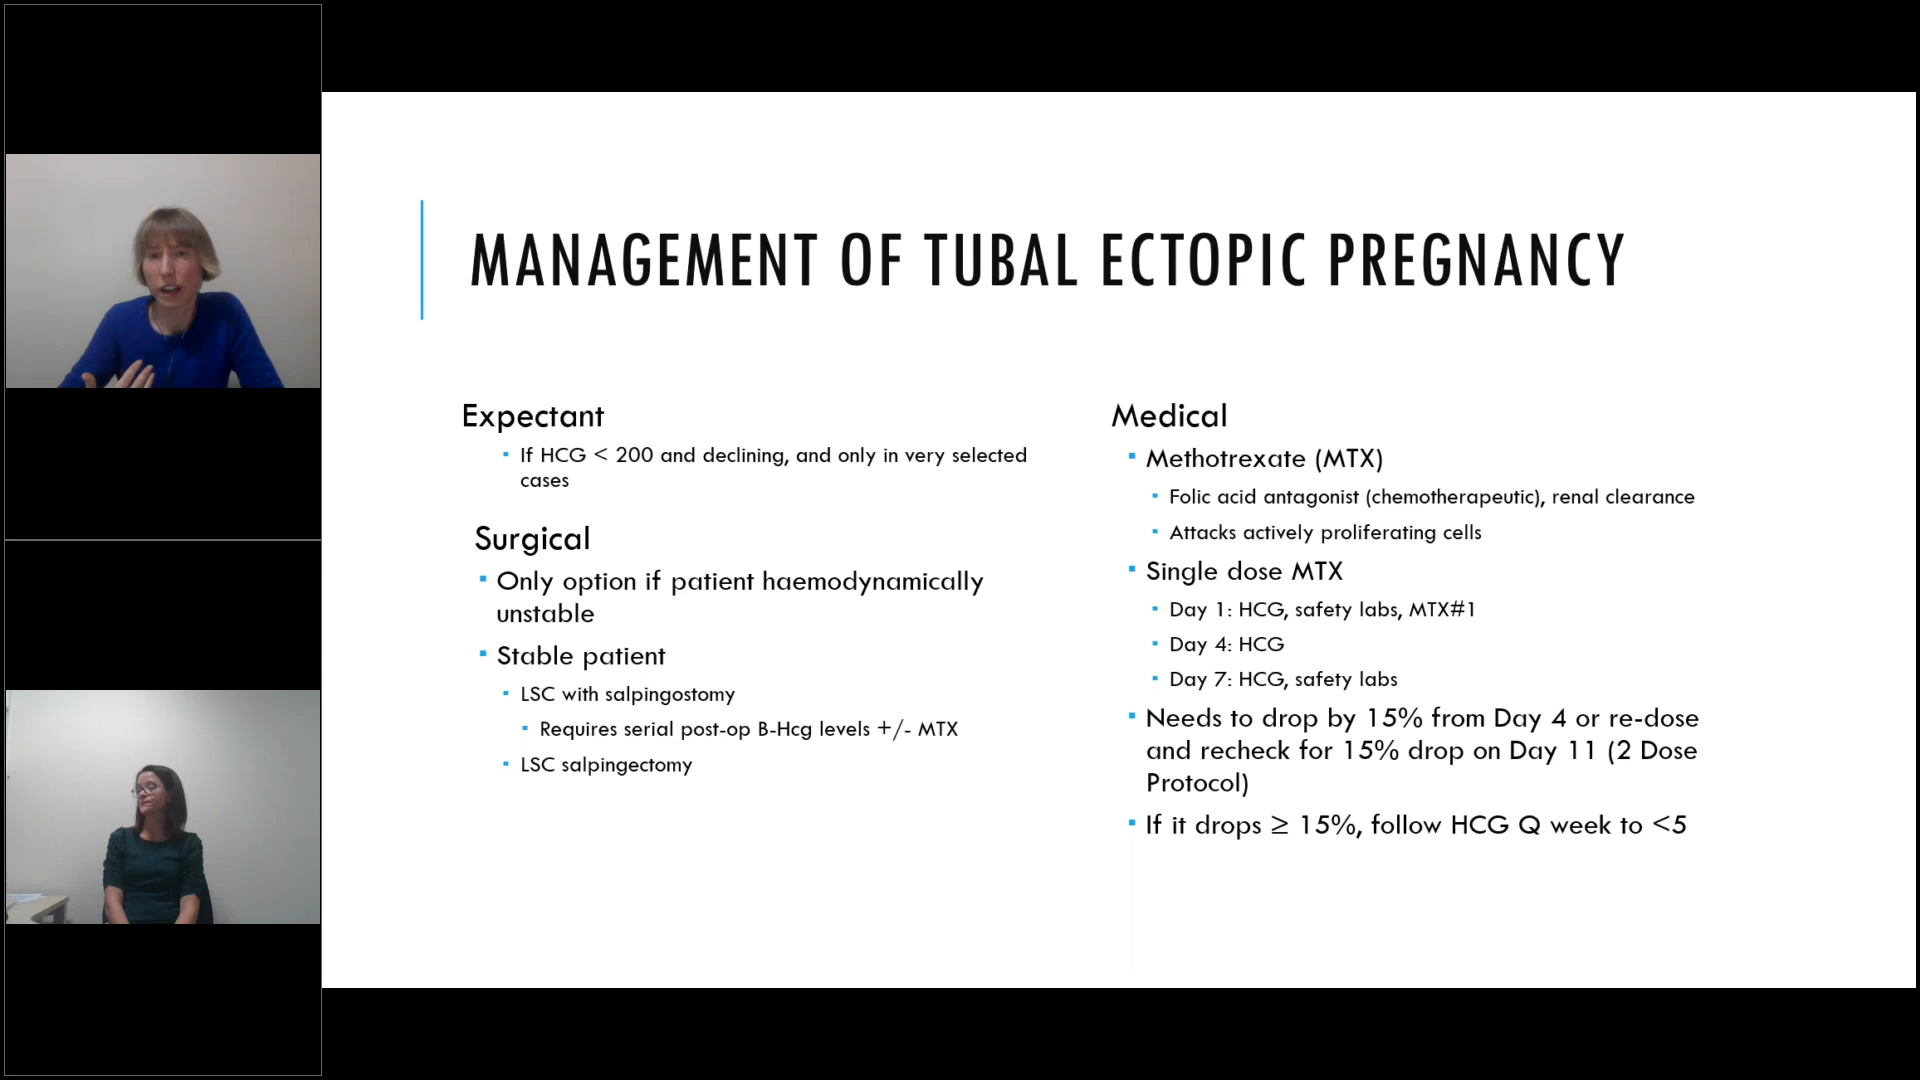 MANAGEMENT OF TUBAL ECTOPIC PREGNANCY
Expectant
▪ If HCG < 200 and declining, and only in very selected
cases
Surgical
▪ Only option if patient haemodynamically
unstable
▪ Stable patient
▪ LSC with salpingostomy
▪ Requires serial post-op B-Hcg levels +/- MTX
▪ LSC salpingectomy
Medical
▪ Methotrexate (MTX)
▪ Folic acid antagonist (chemotherapeutic), renal clearance
▪ Attacks actively proliferating cells
▪ Single dose MTX
▪ Day 1: HCG, safety labs, MTX#1
▪ Day 4: HCG
▪ Day 7: HCG, safety labs
▪ Needs to drop by 15% from Day 4 or re-dose
and recheck for 15% drop on Day 11 (2 Dose
Protocol)
▪ If it drops ≥ 15%, follow HCG Q week to <5